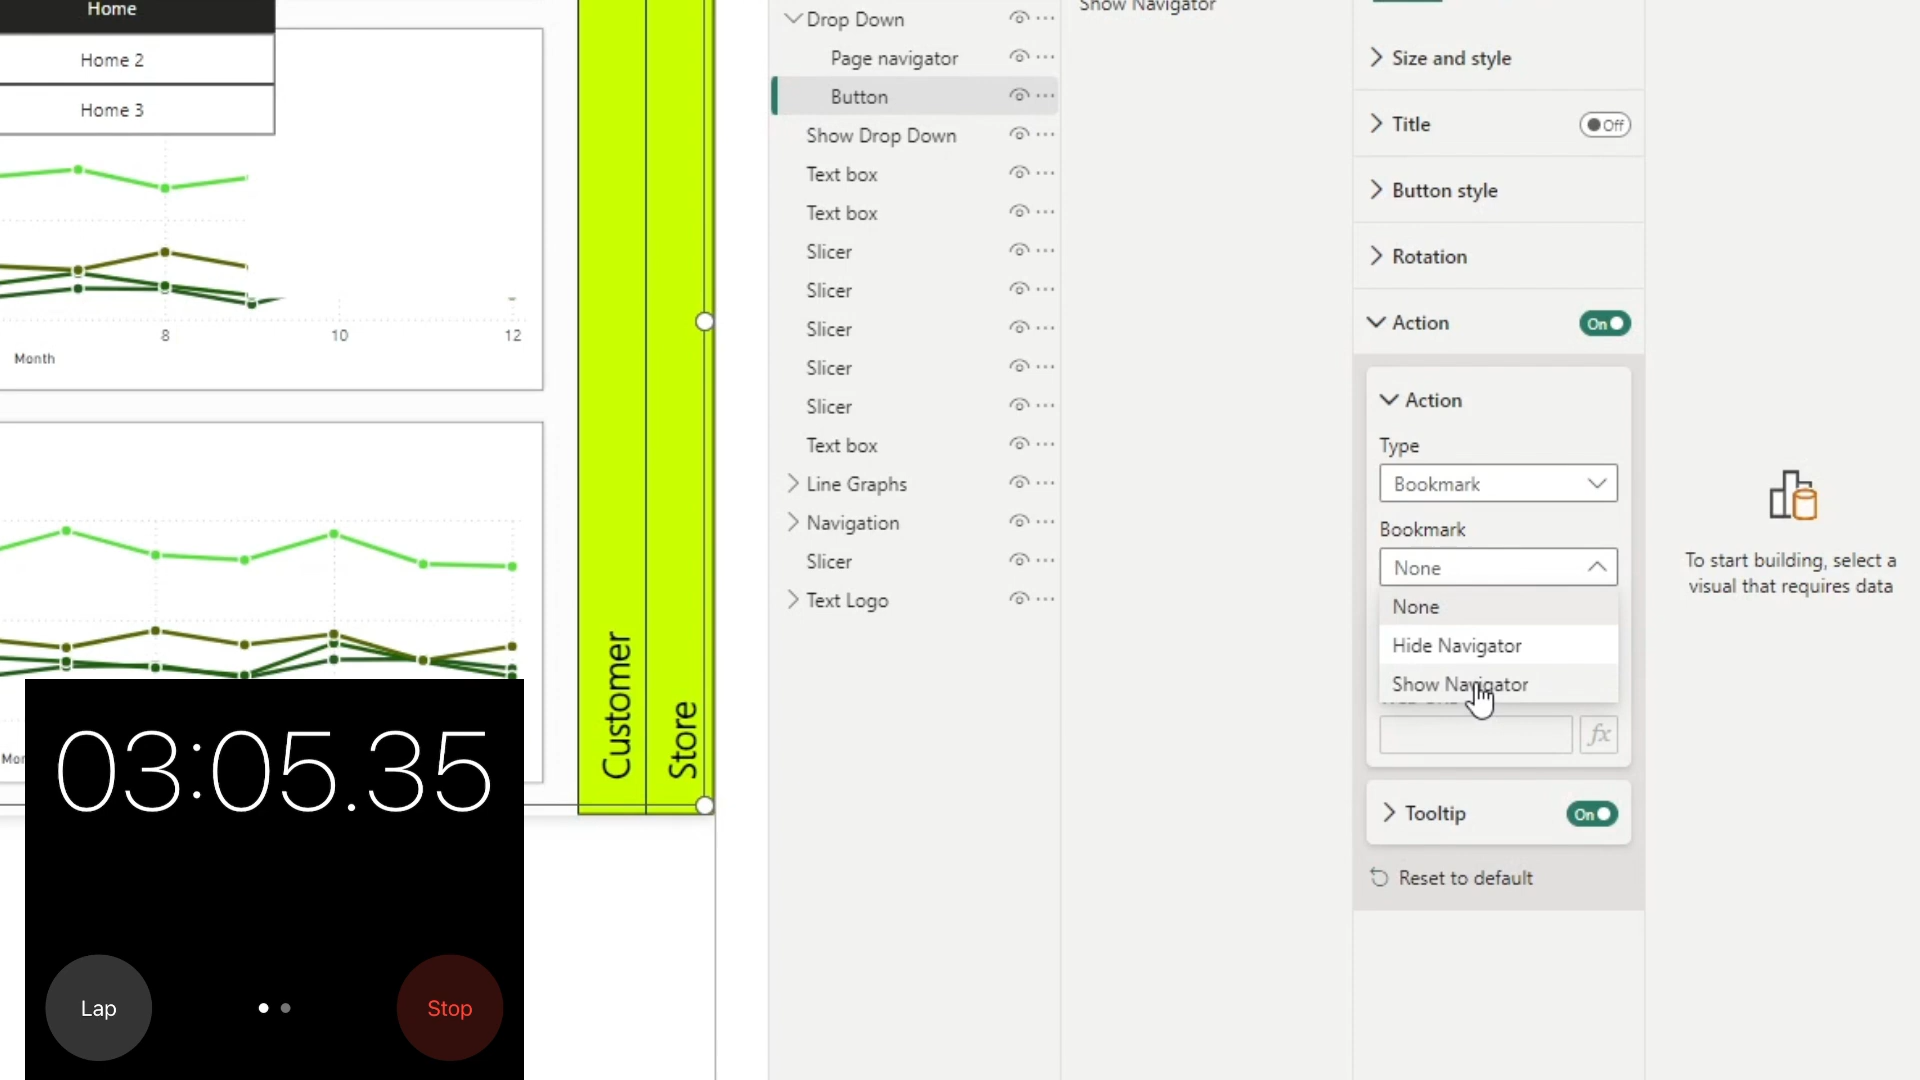 Home
Home 2
Home 3
8
10
12
Month
Customer
Store
03:05.35
Lap
Stop
Drop Down
Page navigator
Button
Show Drop Down
Text box
Text box
Slicer
Slicer
Slicer
Slicer
Slicer
Text box
Line Graphs
Navigation
Slicer
Text Logo
Show Navigator
Size and style
Title
Off
Button style
Rotation
Action
On
Action
Type
Bookmark
Bookmark
None
None
Hide Navigator
Show Navigator
fx
Tooltip
On
Reset to default
To start building, select a
visual that requires data